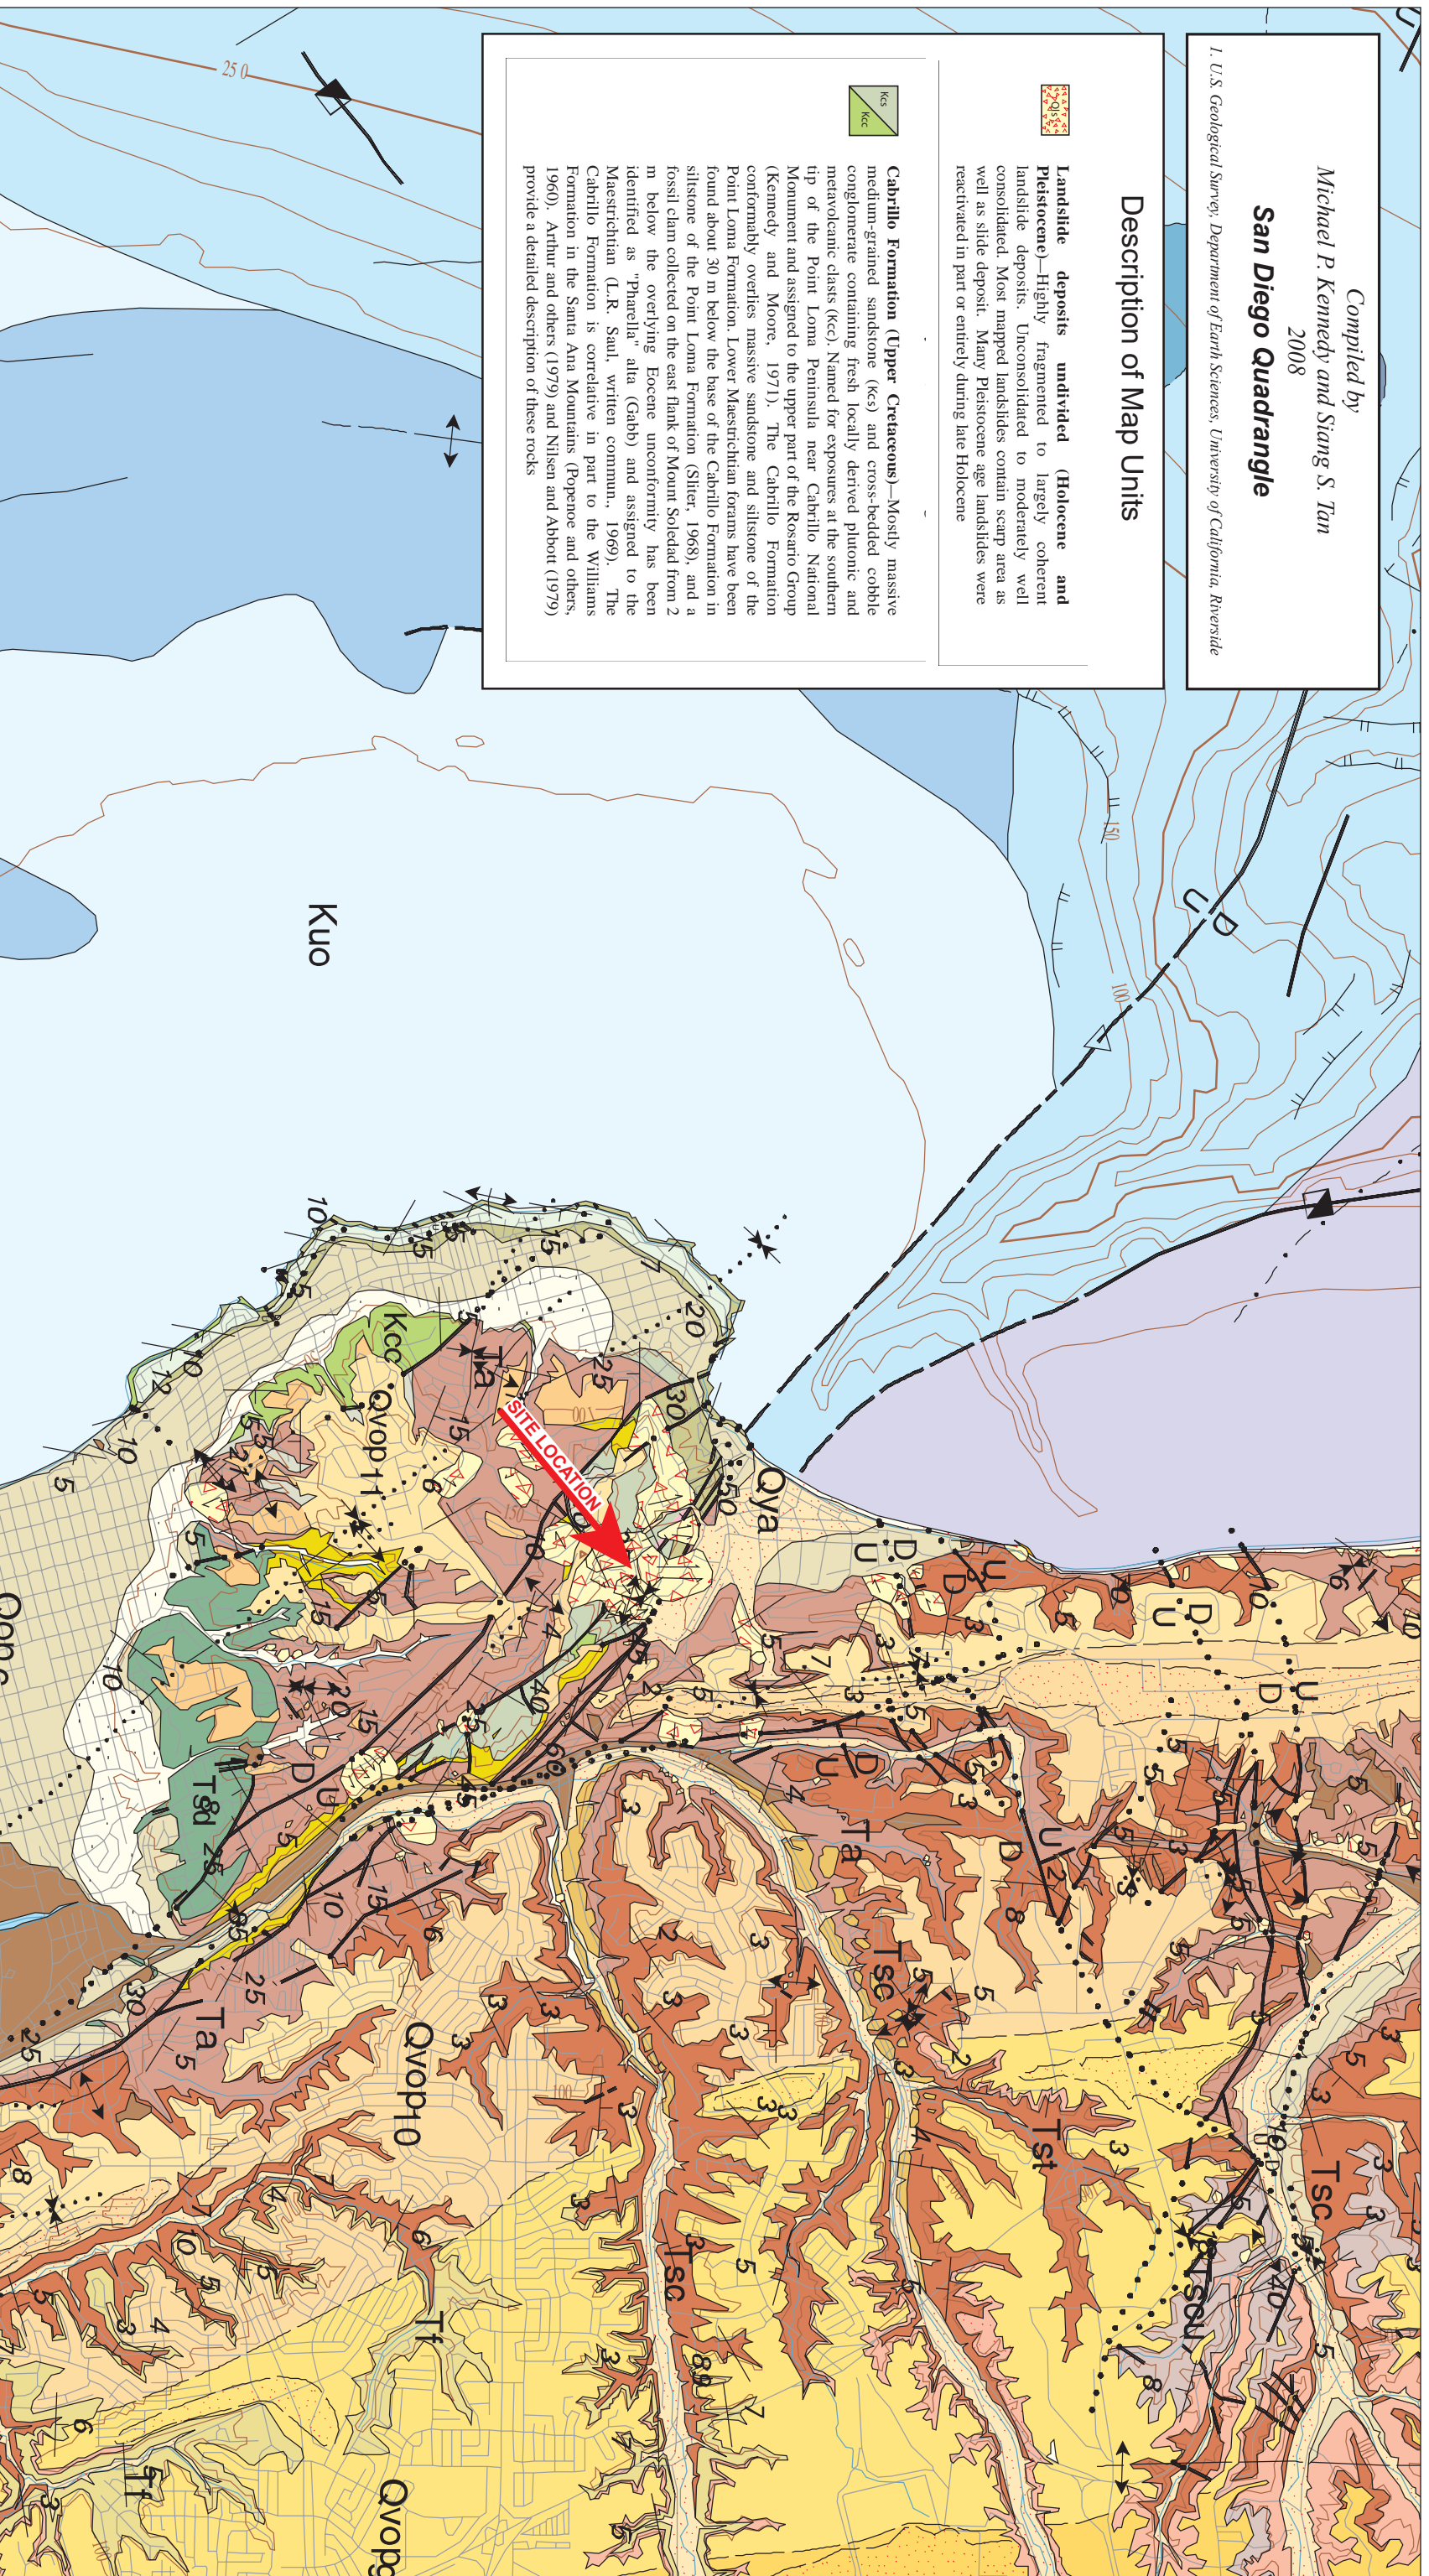 Compiled by
Michael P. Kennedy and Siang S. Tan
2008
San Diego Quadrangle
1. U.S. Geological Survey, Department of Earth Sciences, University of California, Riverside
Description of Map Units
Qls
Landslide deposits undivided (Holocene and
Pleistocene)—Highly fragmented to largely coherent
landslide deposits. Unconsolidated to moderately well
consolidated. Most mapped landslides contain scarp area as
well as slide deposit. Many Pleistocene age landslides were
reactivated in part or entirely during late Holocene
Kcs
Kcc
Cabrillo Formation (Upper Cretaceous)—Mostly massive
medium-grained sandstone (Kcs) and cross-bedded cobble
conglomerate containing fresh locally derived plutonic and
metavolcanic clasts (Kcc). Named for exposures at the southern
tip of the Point Loma Peninsula near Cabrillo National
Monument and assigned to the upper part of the Rosario Group
(Kennedy and Moore, 1971). The Cabrillo Formation
conformably overlies massive sandstone and siltstone of the
Point Loma Formation. Lower Maestrichtian forams have been
found about 30 m below the base of the Cabrillo Formation in
siltstone of the Point Loma Formation (Sliter, 1968), and a
fossil clam collected on the east flank of Mount Soledad from 2
m below the overlying Eocene unconformity has been
identified as "Pharella" alta (Gabb) and assigned to the
Maestrichtian (L.R. Saul, written commun., 1969). The
Cabrillo Formation is correlative in part to the Williams
Formation in the Santa Ana Mountains (Popenoe and others,
1960). Arthur and others (1979) and Nilsen and Abbott (1979)
provide a detailed description of these rocks
250
150
100
U
D
Kuo
SITE LOCATION
Qya
Kcc
Ta
Qvop11
Tsd
Ta
Ta
Tsc
Tst
Tsc
Tscu
Qvop10
Tsc
Tf
Tf